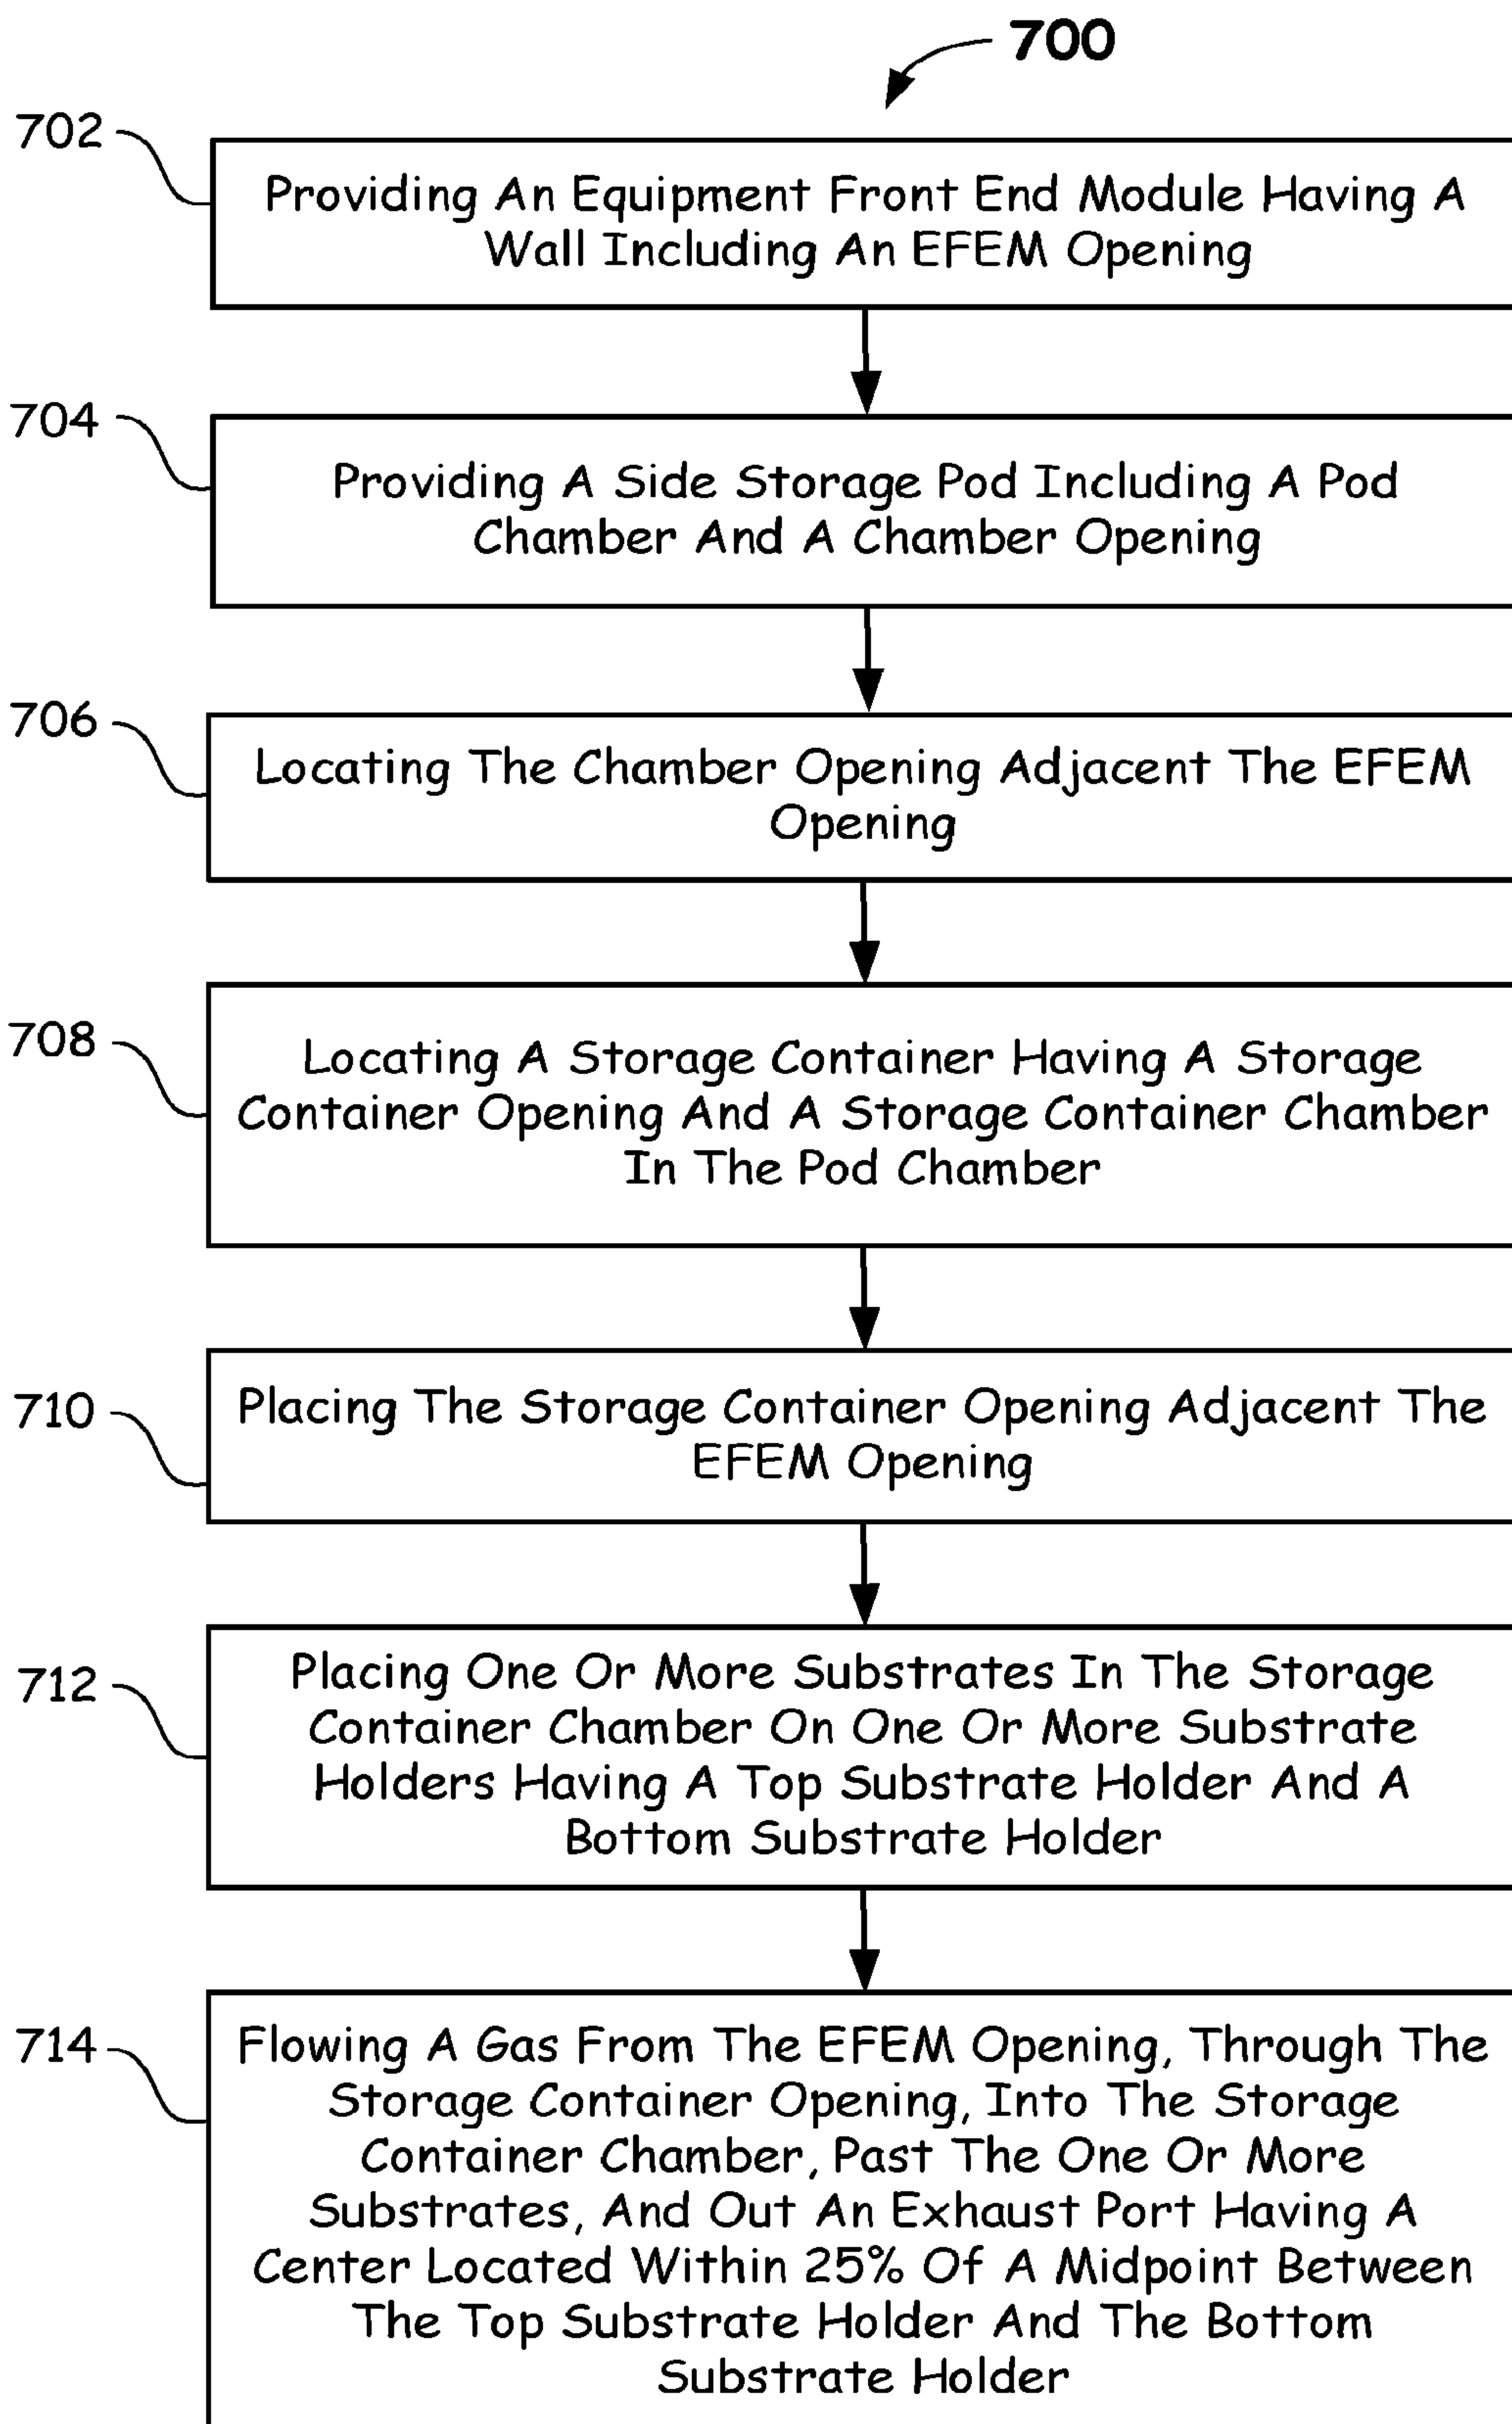 700
702
Providing An Equipment Front End Module Having A
Wall Including An EFEM Opening
704
Providing A Side Storage Pod Including A Pod
Chamber And A Chamber Opening
706
Locating The Chamber Opening Adjacent The EFEM
Opening
708
Locating A Storage Container Having A Storage
Container Opening And A Storage Container Chamber
In The Pod Chamber
710
Placing The Storage Container Opening Adjacent The
EFEM Opening
712
Placing One Or More Substrates In The Storage
Container Chamber On One Or More Substrate
Holders Having A Top Substrate Holder And A
Bottom Substrate Holder
714
Flowing A Gas From The EFEM Opening, Through The
Storage Container Opening, Into The Storage
Container Chamber, Past The One Or More
Substrates, And Out An Exhaust Port Having A
Center Located Within 25% Of A Midpoint Between
The Top Substrate Holder And The Bottom
Substrate Holder